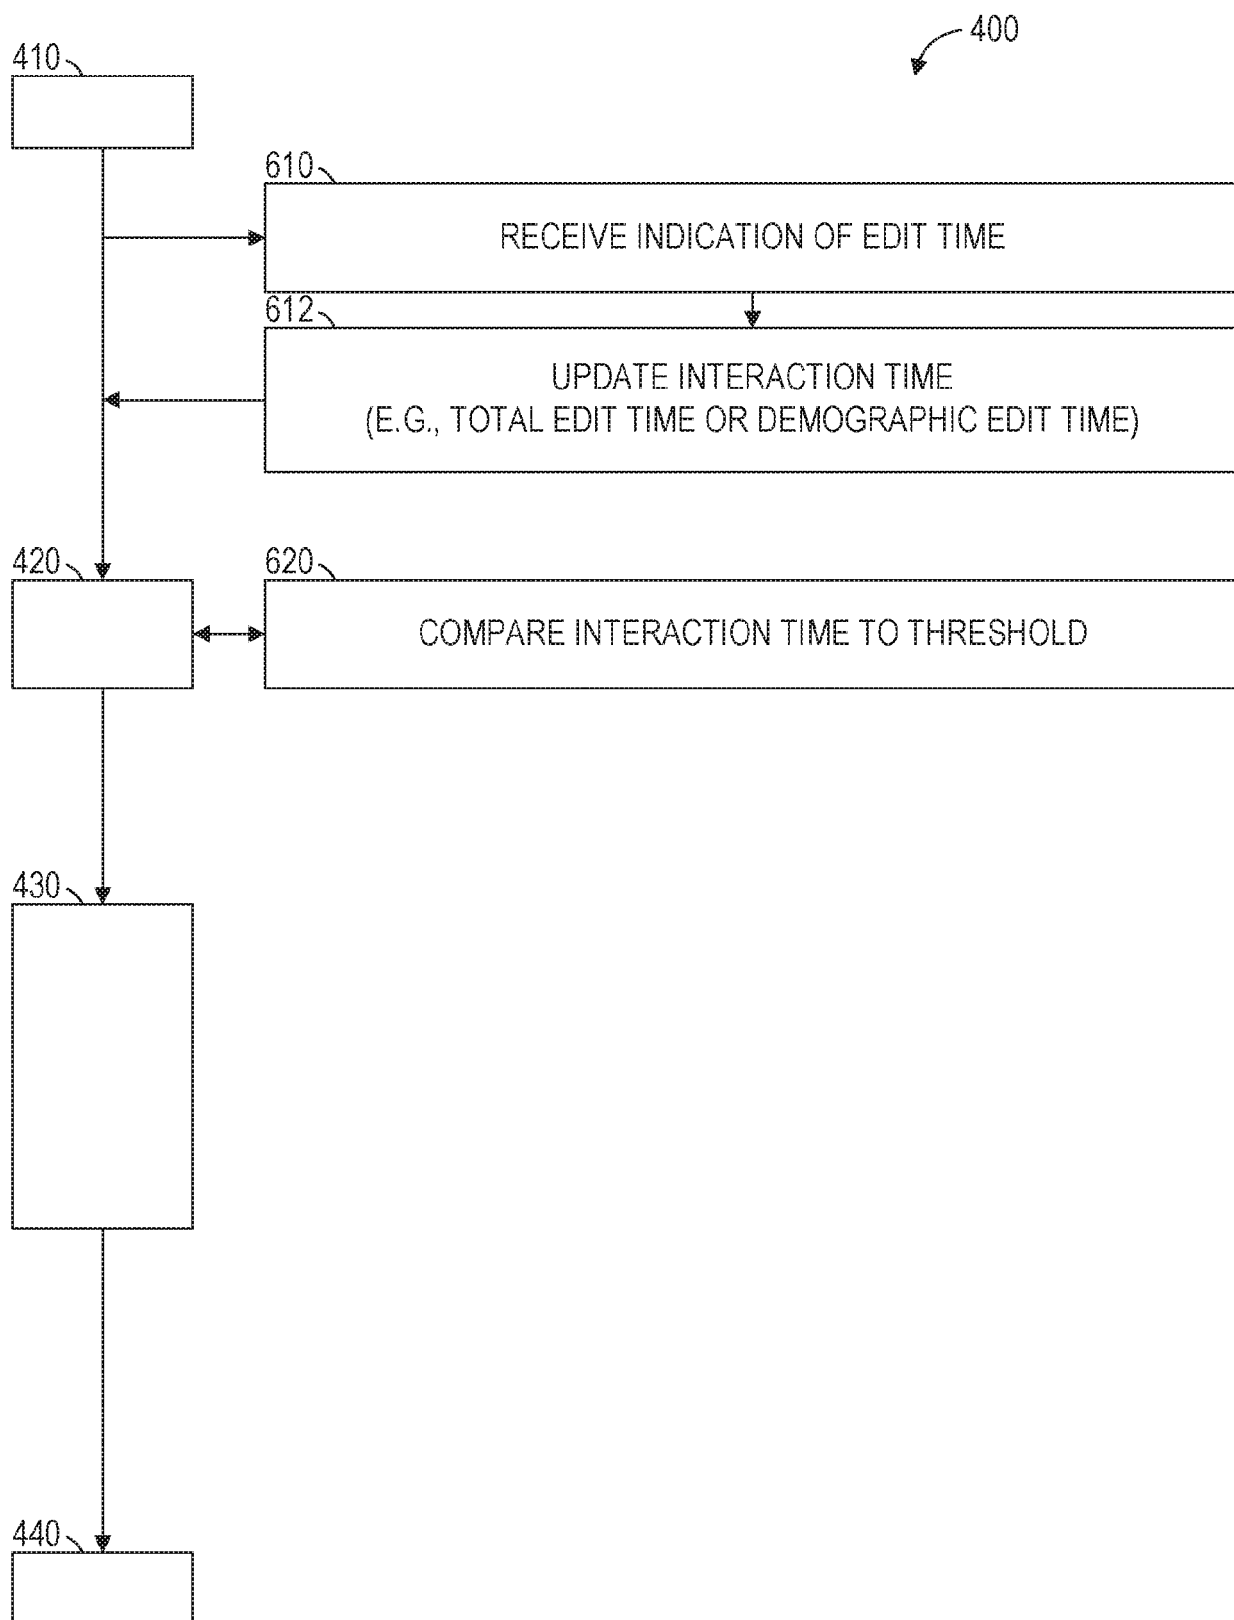 400
410
610
RECEIVE INDICATION OF EDIT TIME
612
UPDATE INTERACTION TIME
(E.G., TOTAL EDIT TIME OR DEMOGRAPHIC EDIT TIME)
420
620
COMPARE INTERACTION TIME TO THRESHOLD
430
440